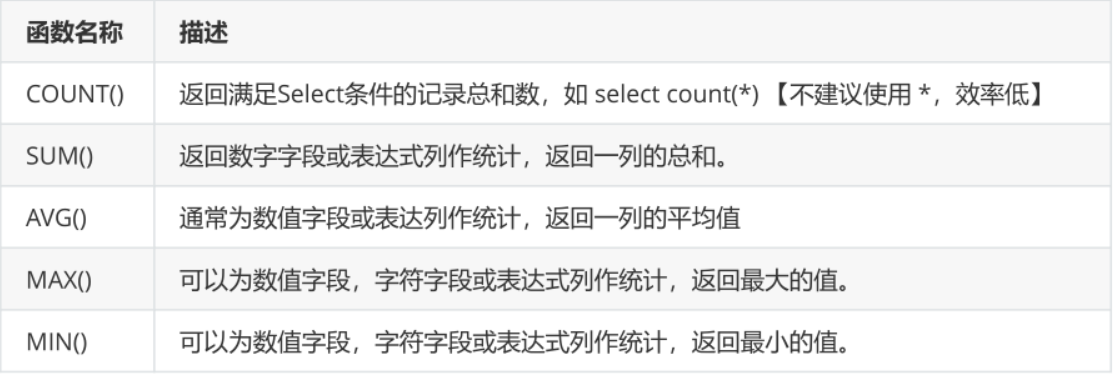 函数名称 描述
COUNT() 返回满足Select条件的记录总和数，如 select count(*) 【不建议使用 *，效率低】
SUM() 返回数字字段或表达式列作统计，返回一列的总和。
AVG() 通常为数值字段或表达列作统计，返回一列的平均值
MAX() 可以为数值字段，字符字段或表达式列作统计，返回最大的值。
MIN() 可以为数值字段，字符字段或表达式列作统计，返回最小的值。